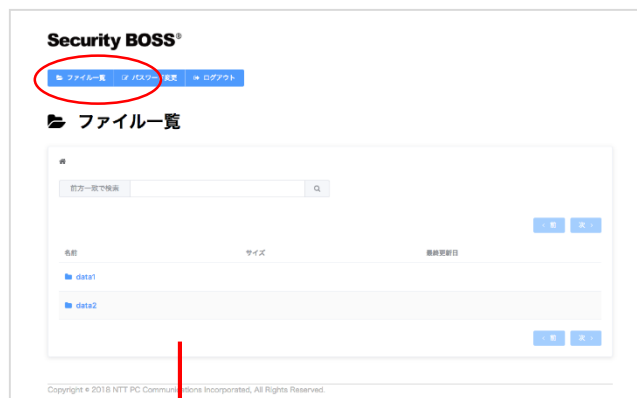 Security BOSS®
ファイル一覧 パスワード変更 ログアウト
ファイル一覧
前方一致で検索
< 前 次 >
名前 サイズ 最終更新日
data1
data2
< 前 次 >
Copyright © 2018 NTT PC Communications Incorporated, All Rights Reserved.